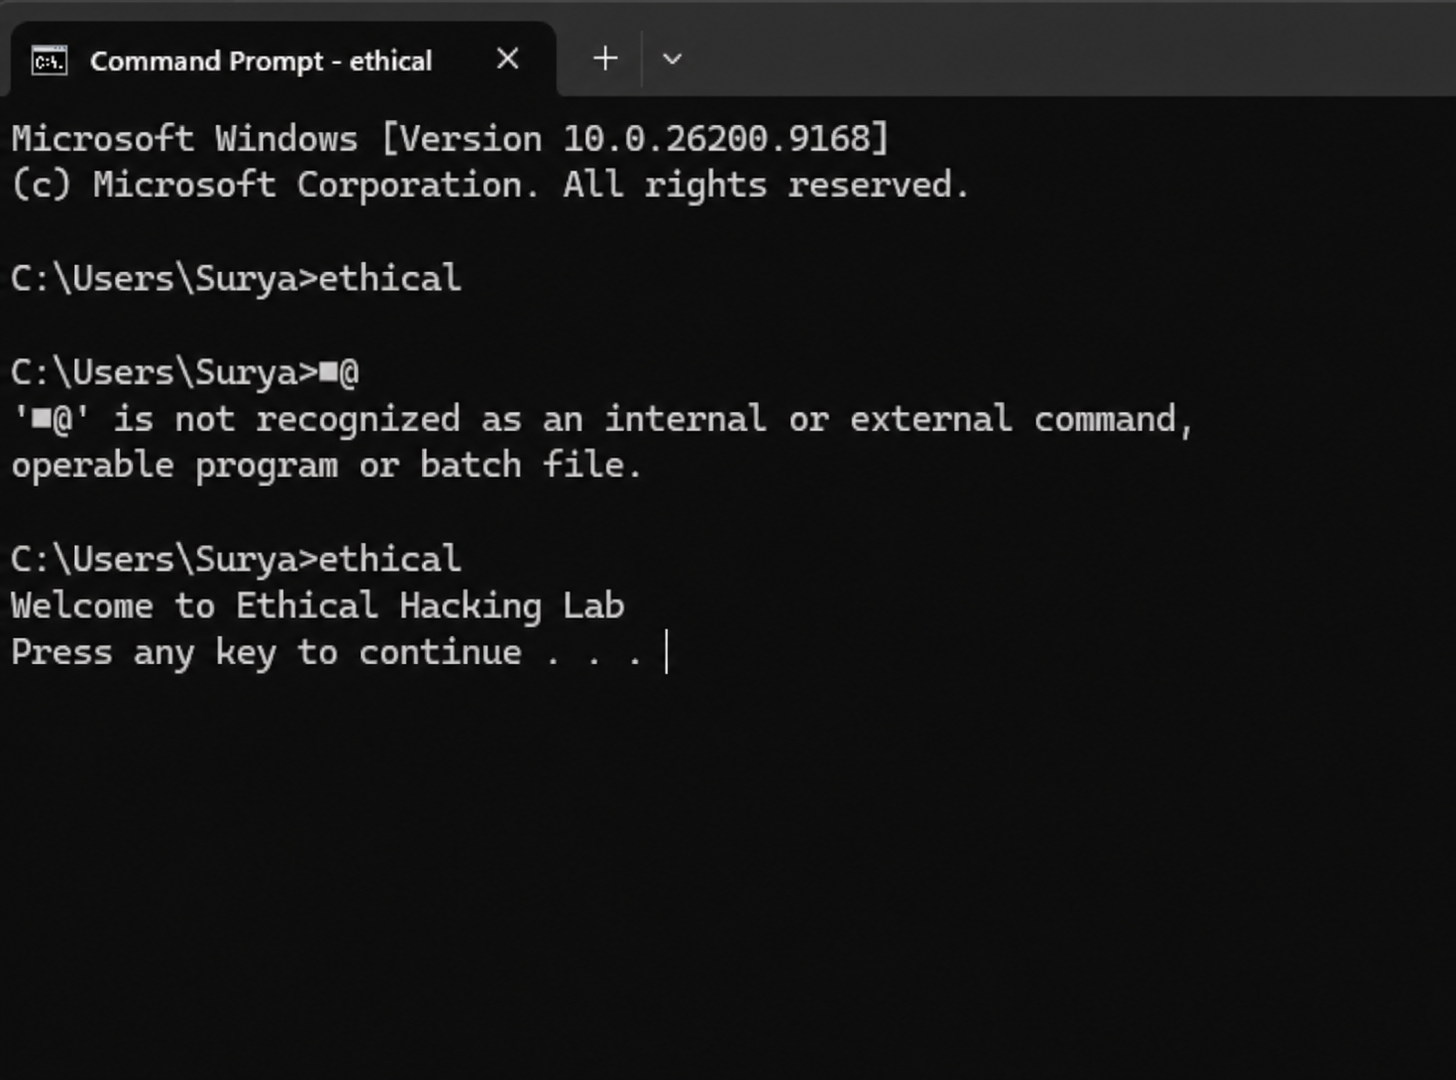 Command Prompt - ethical
Microsoft Windows [Version 10.0.26200.9168]
(c) Microsoft Corporation. All rights reserved.
C:\Users\Surya>ethical
C:\Users\Surya>■@
'■@' is not recognized as an internal or external command,
operable program or batch file.
C:\Users\Surya>ethical
Welcome to Ethical Hacking Lab
Press any key to continue . . .